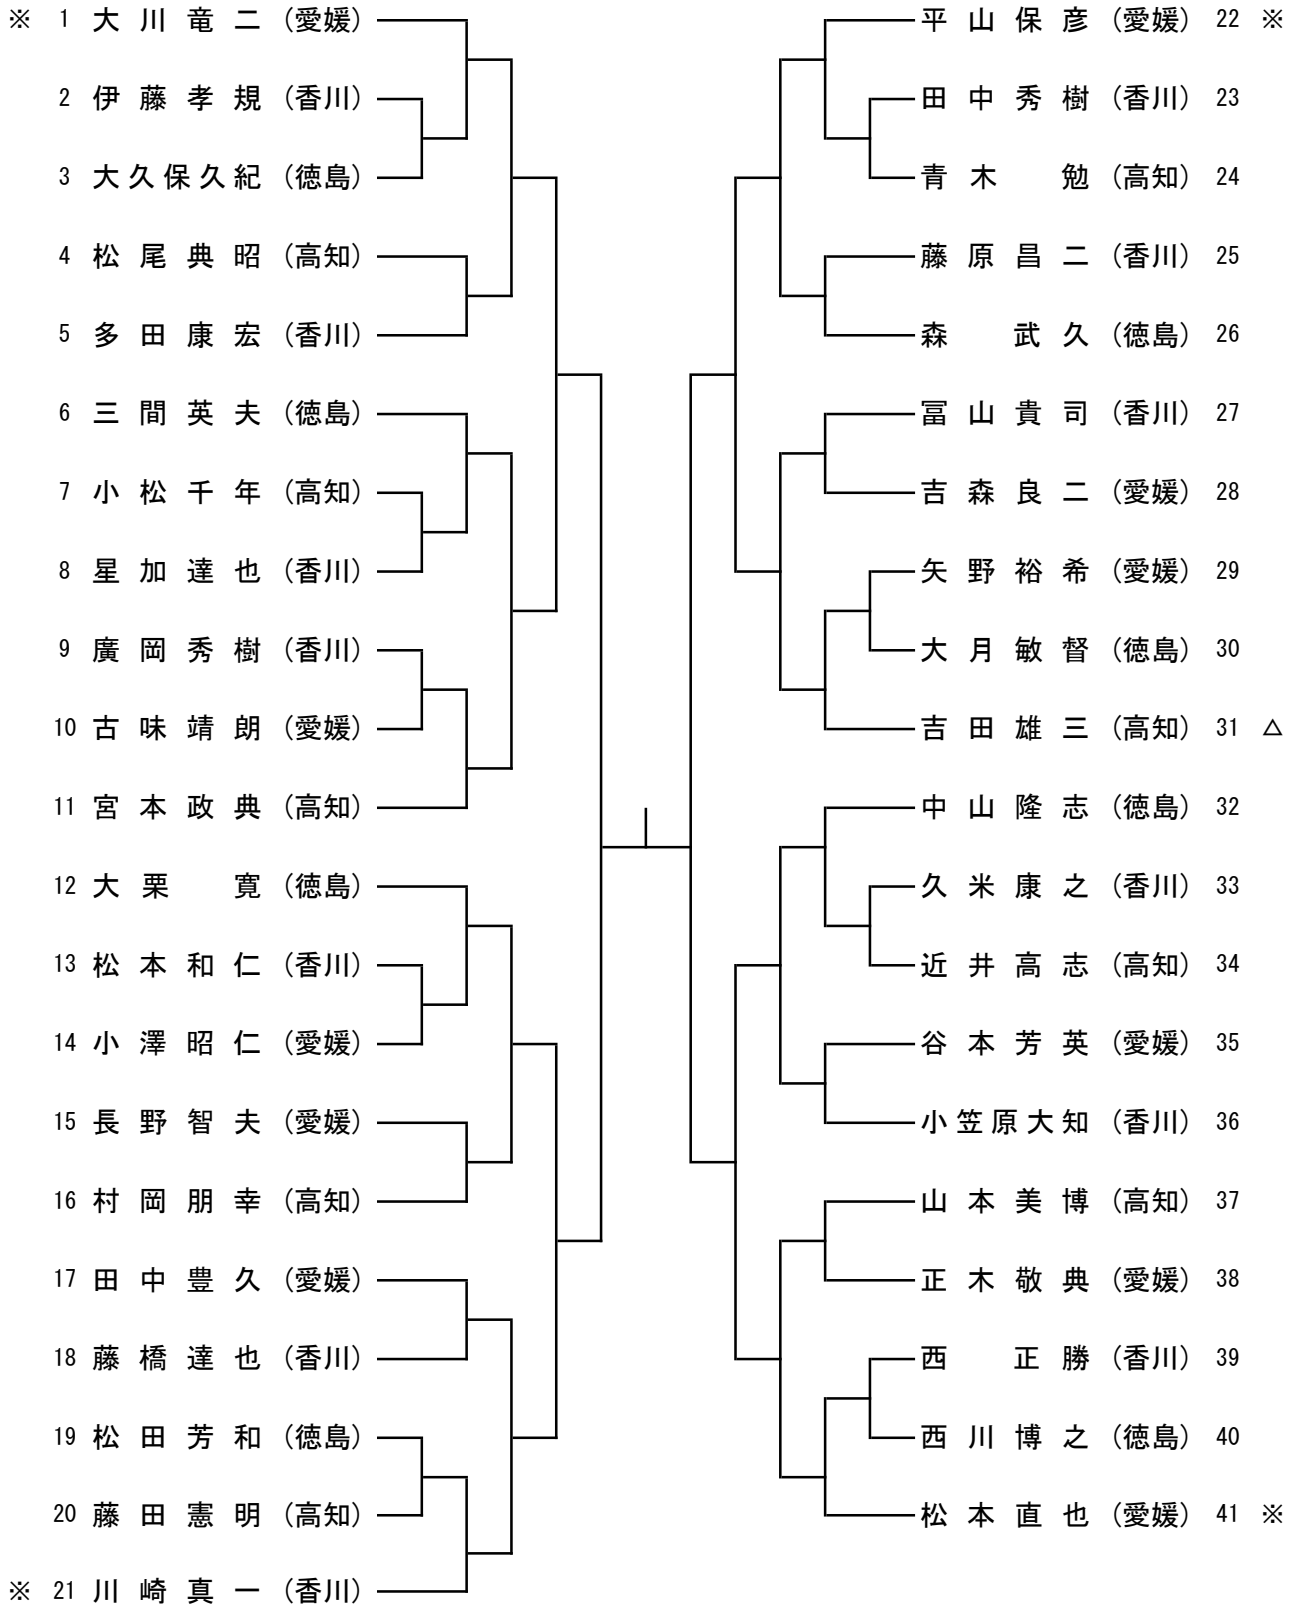 ※ 1 大川竜二 (愛媛)
2 伊藤孝規 (香川)
3 大久保久紀 (徳島)
4 松尾典昭 (高知)
5 多田康宏 (香川)
6 三間英夫 (徳島)
7 小松千年 (高知)
8 星加達也 (香川)
9 廣岡秀樹 (香川)
10 古味靖朗 (愛媛)
11 宮本政典 (高知)
12 大栗 寛 (徳島)
13 松本和仁 (香川)
14 小澤昭仁 (愛媛)
15 長野智夫 (愛媛)
16 村岡朋幸 (高知)
17 田中豊久 (愛媛)
18 藤橋達也 (香川)
19 松田芳和 (徳島)
20 藤田憲明 (高知)
※ 21 川崎真一 (香川)
平山保彦 (愛媛) 22 ※
田中秀樹 (香川) 23
青木 勉 (高知) 24
藤原昌二 (香川) 25
森 武久 (徳島) 26
冨山貴司 (香川) 27
吉森良二 (愛媛) 28
矢野裕希 (愛媛) 29
大月敏督 (徳島) 30
吉田雄三 (高知) 31 △
中山隆志 (徳島) 32
久米康之 (香川) 33
近井高志 (高知) 34
谷本芳英 (愛媛) 35
小笠原大知 (香川) 36
山本美博 (高知) 37
正木敬典 (愛媛) 38
西 正勝 (香川) 39
西川博之 (徳島) 40
松本直也 (愛媛) 41 ※